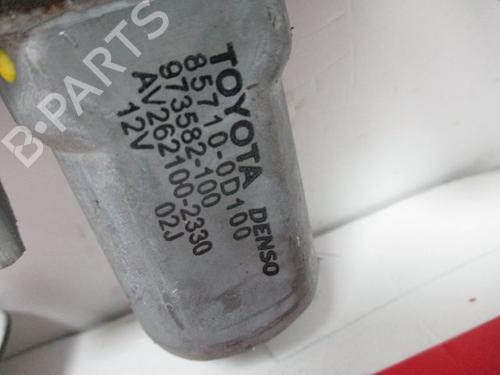 B-PARTS
TOYOTA DENSO
85710-0D100
973582-100
AV262100-2330
12V 02J